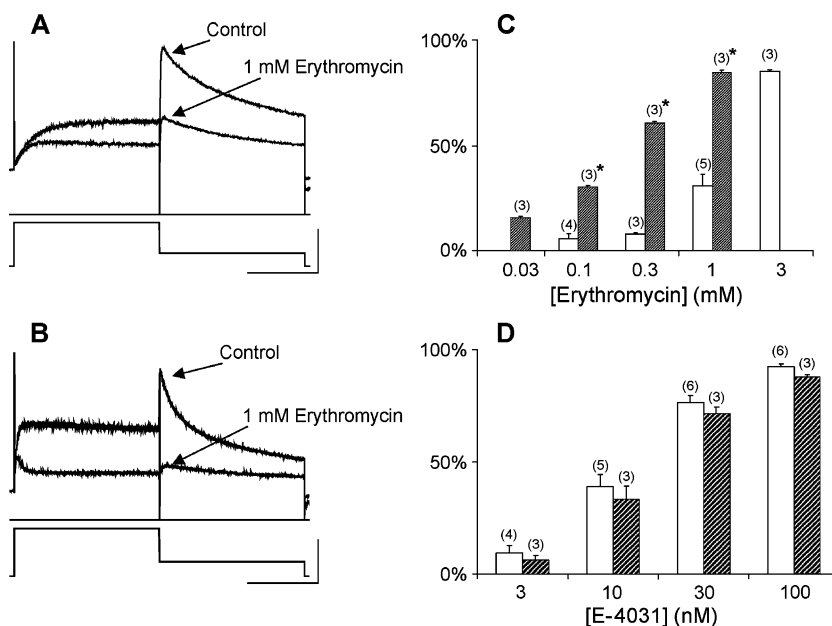 A
Control
1 mM Erythromycin
B
Control
1 mM Erythromycin
C
100%
50%
0%
(3)
(4)
(3)*
(3)
(3)*
(5)
(3)*
(3)
0.03 0.1 0.3 1 3
[Erythromycin] (mM)
D
100%
50%
0%
(4)
(3)
(5)
(3)
(6)
(3)
(6)
(3)
3 10 30 100
[E-4031] (nM)